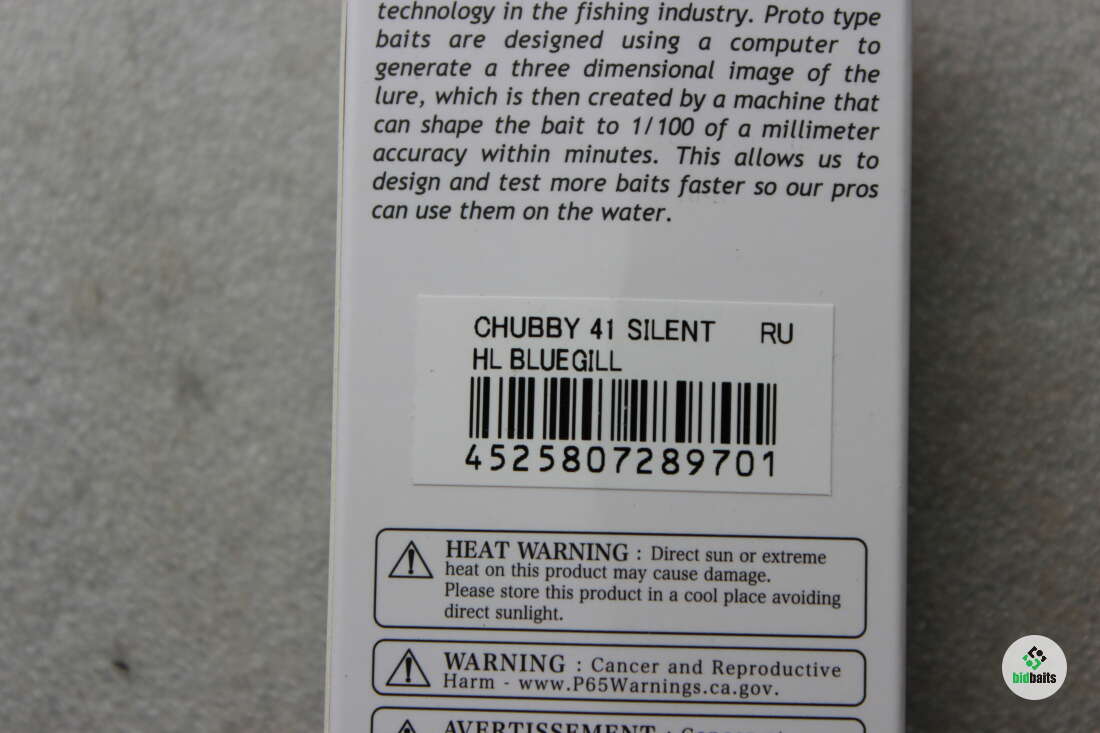 technology in the fishing industry. Proto type
baits are designed using a computer to
generate a three dimensional image of the
lure, which is then created by a machine that
can shape the bait to 1/100 of a millimeter
accuracy within minutes. This allows us to
design and test more baits faster so our pros
can use them on the water.
CHUBBY 41 SILENT RU
HL BLUEGILL
4525807289701
HEAT WARNING : Direct sun or extreme
heat on this product may cause damage.
Please store this product in a cool place avoiding
direct sunlight.
WARNING : Cancer and Reproductive
Harm - www.P65Warnings.ca.gov.
AVERTISSEMENT :
bidbaits